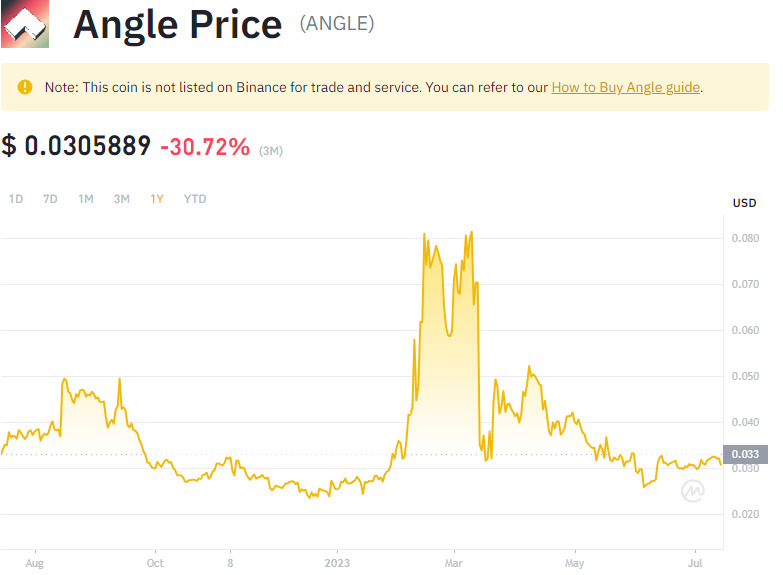 Angle Price (ANGLE)
Note: This coin is not listed on Binance for trade and service. You can refer to our How to Buy Angle guide.
$ 0.0305889 -30.72% (3M)
1D 7D 1M 3M 1Y YTD
USD
0.080
0.070
0.060
0.050
0.040
0.033
0.030
0.020
Aug Oct 8 2023 Mar May Jul